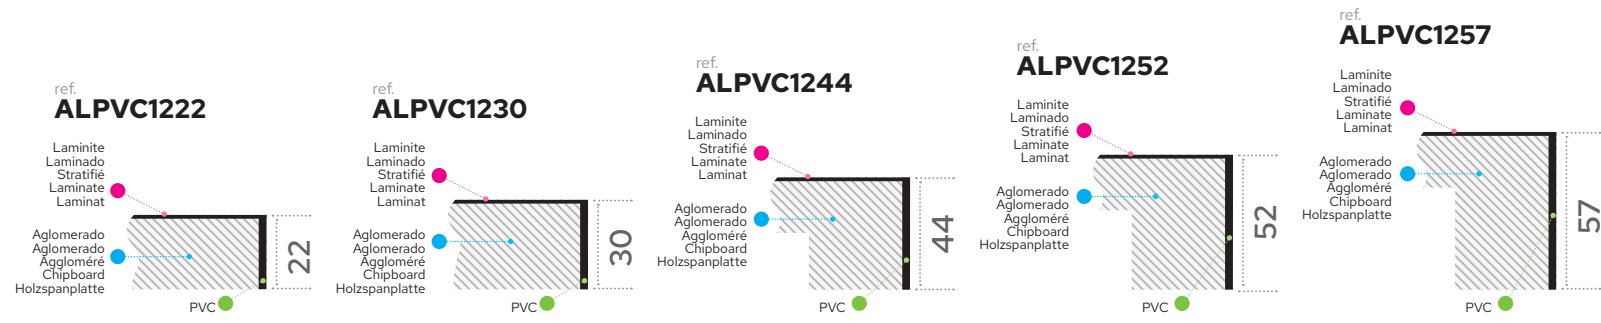 ref.
ALPVC1222
Laminite
Laminado
Stratifié
Laminate
Laminat
Aglomerado
Aglomerado
Aggloméré
Chipboard
Holzspanplatte
PVC
22
ref.
ALPVC1230
Laminite
Laminado
Stratifié
Laminate
Laminat
Aglomerado
Aglomerado
Aggloméré
Chipboard
Holzspanplatte
PVC
30
ref.
ALPVC1244
Laminite
Laminado
Stratifié
Laminate
Laminat
Aglomerado
Aglomerado
Aggloméré
Chipboard
Holzspanplatte
PVC
44
ref.
ALPVC1252
Laminite
Laminado
Stratifié
Laminate
Laminat
Aglomerado
Aglomerado
Aggloméré
Chipboard
Holzspanplatte
PVC
52
ref.
ALPVC1257
Laminite
Laminado
Stratifié
Laminate
Laminat
Aglomerado
Aglomerado
Aggloméré
Chipboard
Holzspanplatte
PVC
57